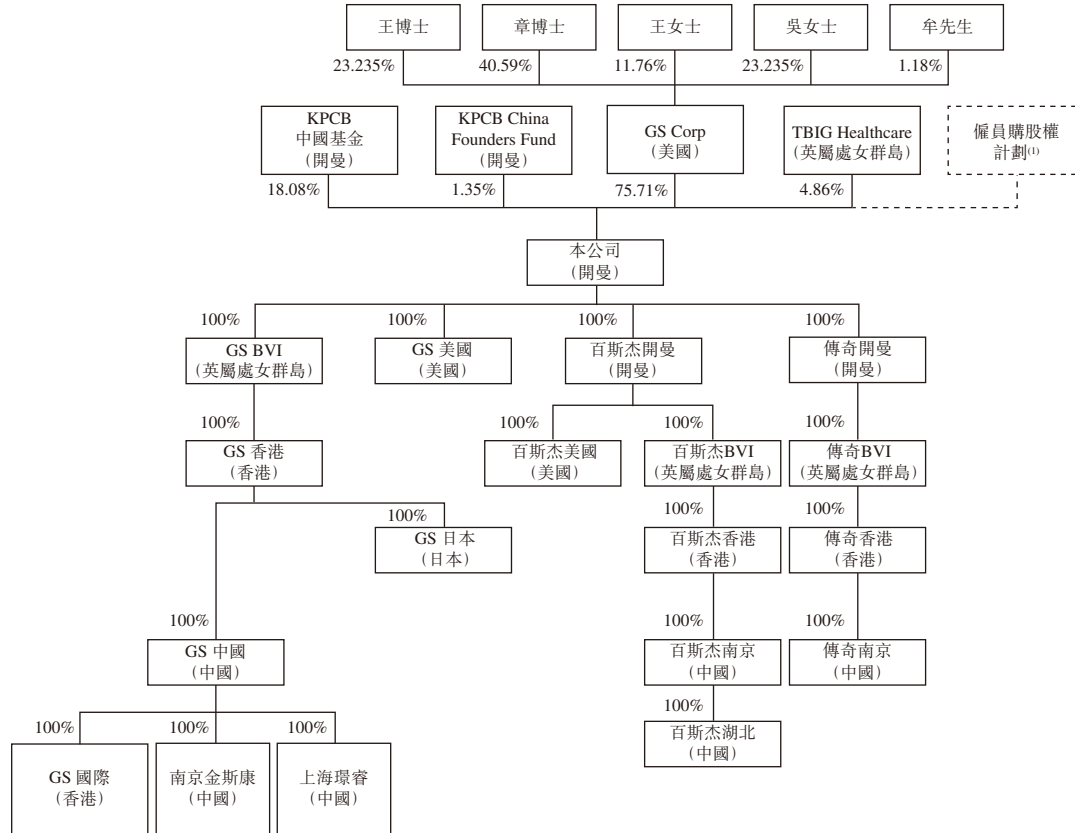 王博士
章博士
王女士
吳女士
牟先生
23.235%
40.59%
11.76%
23.235%
1.18%
KPCB
中國基金
(開曼)
KPCB China
Founders Fund
(開曼)
GS Corp
(美國)
TBIG Healthcare
(英屬處女群島)
僱員購股權
計劃(1)
18.08%
1.35%
75.71%
4.86%
本公司
(開曼)
100%
100%
100%
100%
GS BVI
(英屬處女群島)
GS 美國
(美國)
百斯杰開曼
(開曼)
傳奇開曼
(開曼)
100%
100%
100%
100%
GS 香港
(香港)
百斯杰美國
(美國)
百斯杰BVI
(英屬處女群島)
傳奇BVI
(英屬處女群島)
100%
100%
100%
GS 日本
(日本)
百斯杰香港
(香港)
傳奇香港
(香港)
100%
100%
100%
GS 中國
(中國)
百斯杰南京
(中國)
傳奇南京
(中國)
100%
100%
100%
100%
百斯杰湖北
(中國)
GS 國際
(香港)
南京金斯康
(中國)
上海璟睿
(中國)